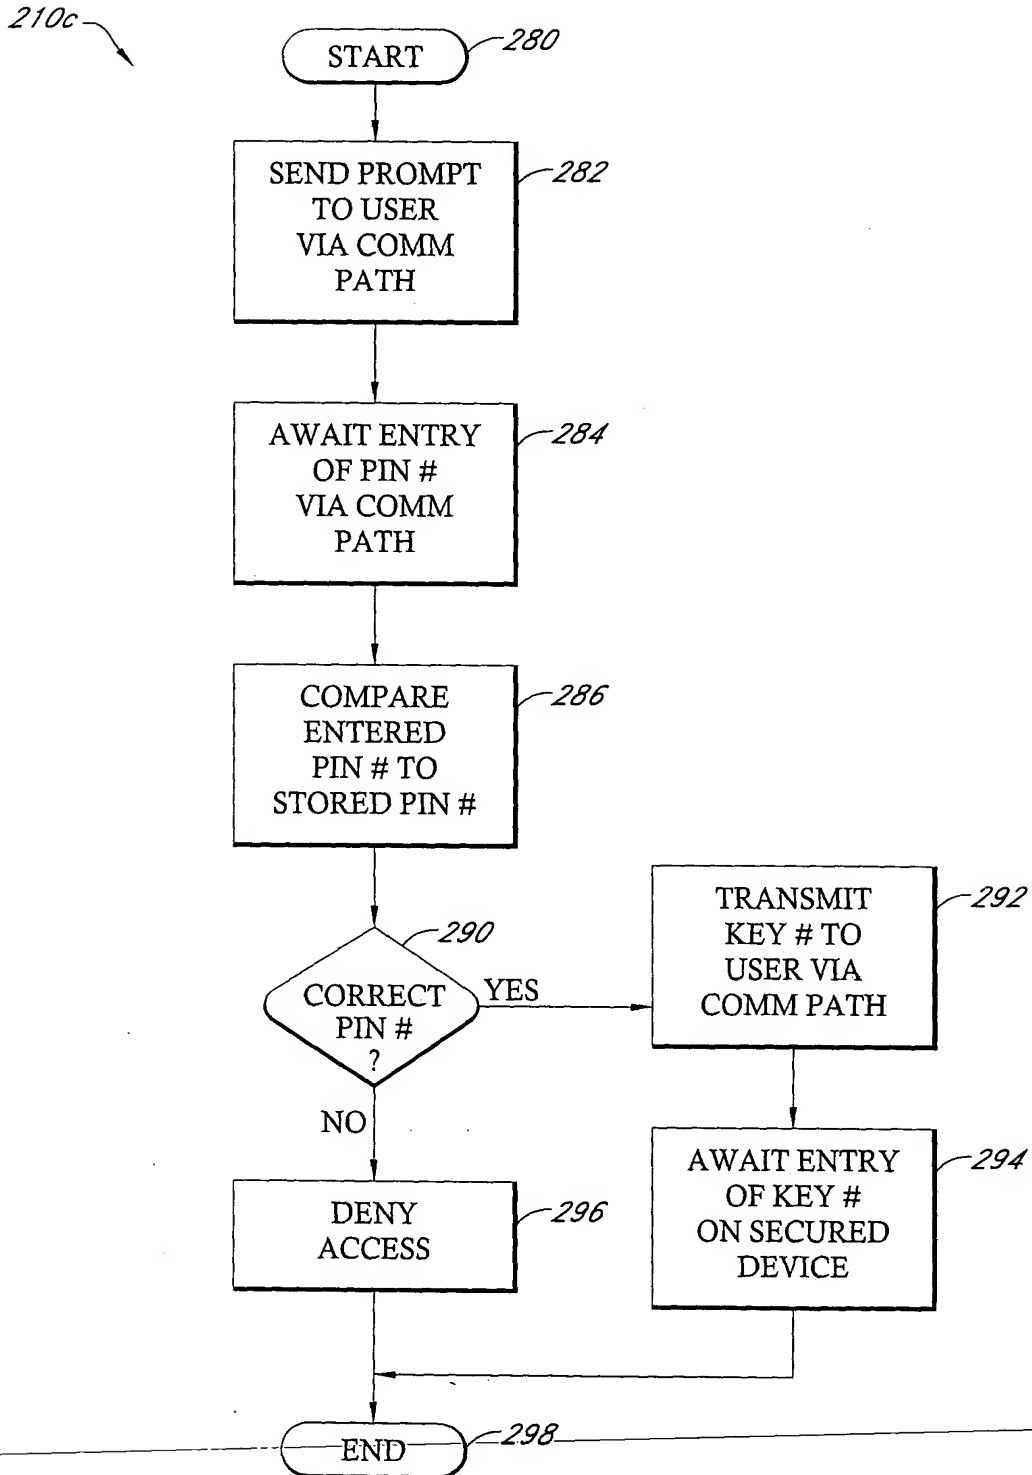 210c
START
280
SEND PROMPT
TO USER
VIA COMM
PATH
282
AWAIT ENTRY
OF PIN #
VIA COMM
PATH
284
COMPARE
ENTERED
PIN # TO
STORED PIN #
286
290
CORRECT
PIN #
?
YES
NO
TRANSMIT
KEY # TO
USER VIA
COMM PATH
292
AWAIT ENTRY
OF KEY #
ON SECURED
DEVICE
294
DENY
ACCESS
296
END
298